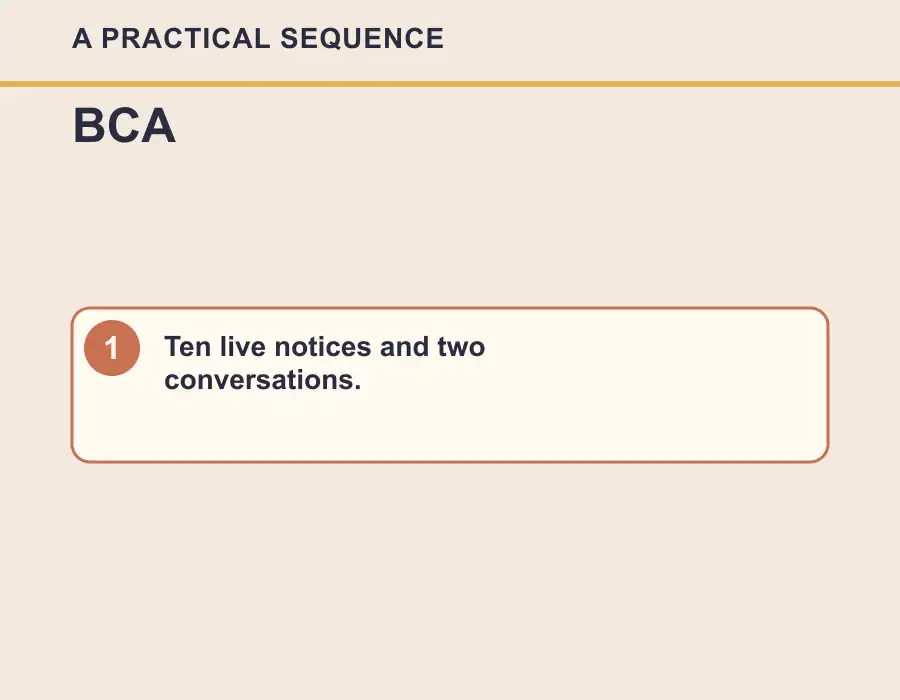 A PRACTICAL SEQUENCE
BCA
1
Ten live notices and two
conversations.